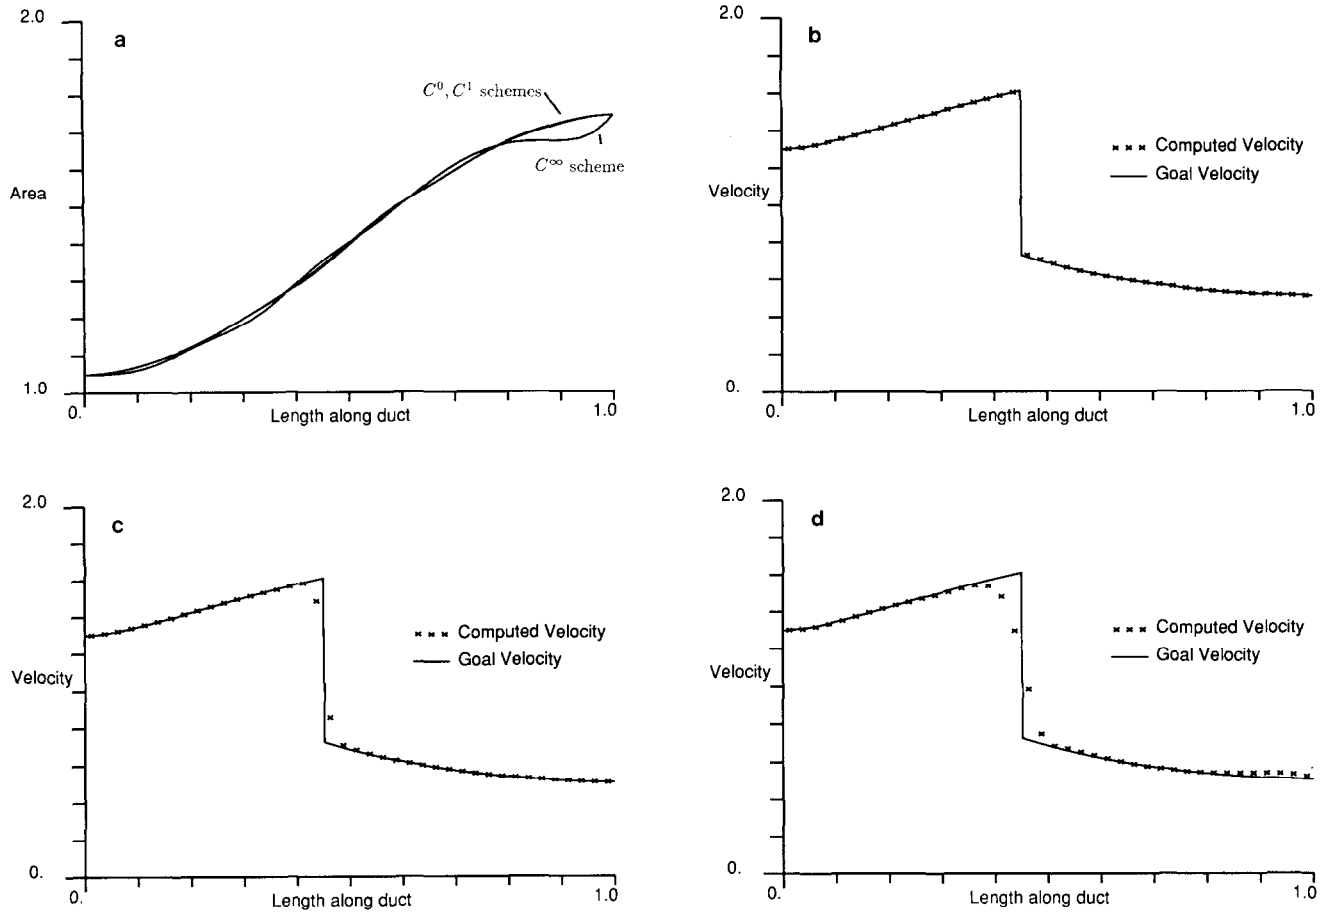 2.0
a
C⁰, C¹ schemes
C∞ scheme
Area
1.0
0.
Length along duct
1.0
2.0
b
Computed Velocity
Goal Velocity
Velocity
0.
0.
Length along duct
1.0
2.0
c
Computed Velocity
Goal Velocity
Velocity
0.
0.
Length along duct
1.0
2.0
d
Computed Velocity
Goal Velocity
Velocity
0.
0.
Length along duct
1.0